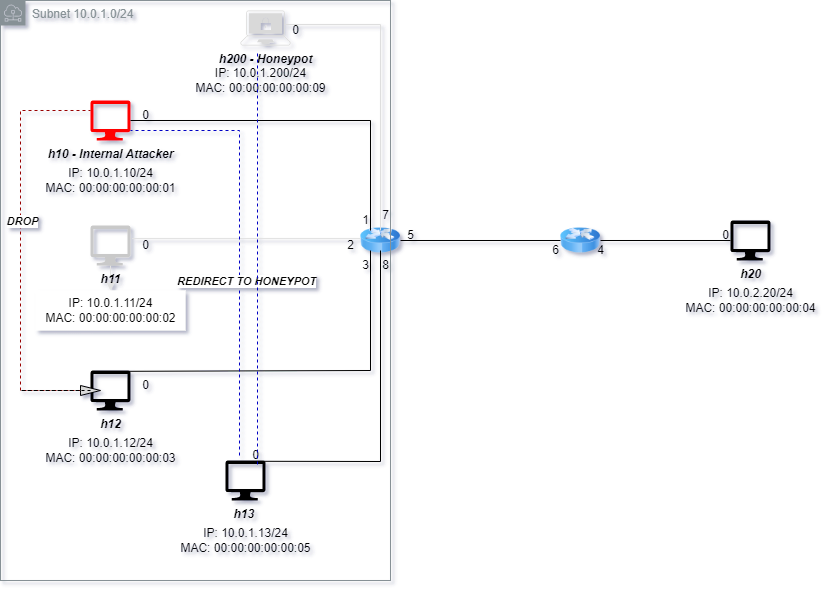 Subnet 10.0.1.0/24
0
h200 - Honeypot
IP: 10.0.1.200/24
MAC: 00:00:00:00:00:09
0
h10 - Internal Attacker
IP: 10.0.1.10/24
MAC: 00:00:00:00:00:01
DROP
1
7
2
5
3
8
6
4
0
h20
IP: 10.0.2.20/24
MAC: 00:00:00:00:00:04
0
h11
REDIRECT TO HONEYPOT
IP: 10.0.1.11/24
MAC: 00:00:00:00:00:02
0
h12
IP: 10.0.1.12/24
MAC: 00:00:00:00:00:03
0
h13
IP: 10.0.1.13/24
MAC: 00:00:00:00:00:05